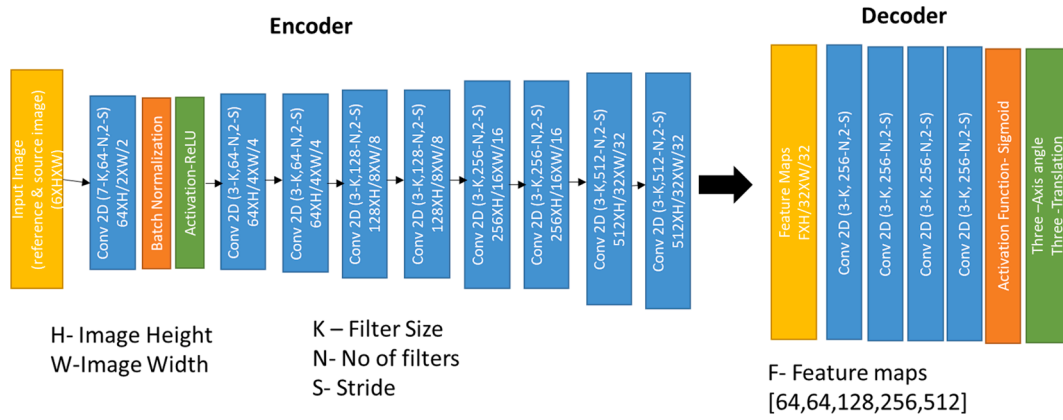 Encoder
Decoder
Input Image
(reference & source image)
(6XHXW)
Conv 2D (7-K,64-N,2-S)
64XH/2XW/2
Batch Normalization
Activation-ReLU
Conv 2D (3-K,64-N,2-S)
64XH/4XW/4
Conv 2D (3-K,64-N,2-S)
64XH/4XW/4
Conv 2D (3-K,128-N,2-S)
128XH/8XW/8
Conv 2D (3-K,128-N,2-S)
128XH/8XW/8
Conv 2D (3-K,256-N,2-S)
256XH/16XW/16
Conv 2D (3-K,256-N,2-S)
256XH/16XW/16
Conv 2D (3-K,512-N,2-S)
512XH/32XW/32
Conv 2D (3-K,512-N,2-S)
512XH/32XW/32
Feature Maps
FXH/32XW/32
Conv 2D (3-K, 256-N,2-S)
Conv 2D (3-K, 256-N,2-S)
Conv 2D (3-K, 256-N,2-S)
Conv 2D (3-K, 256-N,2-S)
Activation Function- Sigmoid
Three –Axis angle
Three -Translation
H- Image Height
W-Image Width
K – Filter Size
N- No of filters
S- Stride
F- Feature maps
[64,64,128,256,512]